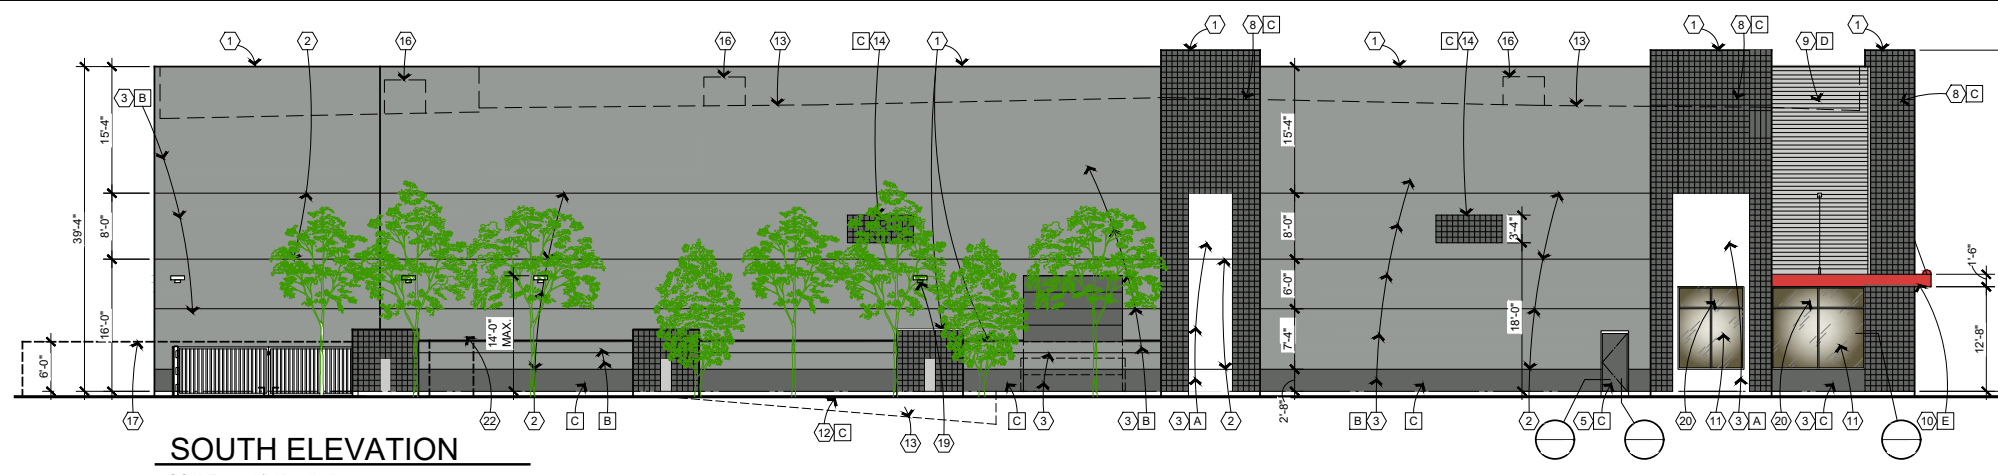 1
2
16
16
13
C 14
1
1
8 C
1
C 14
16
13
1
8 C
9 D
1
3 B
8 C
15'-4"
8'-0"
39'-4"
16'-0"
6'-0"
14'-0"
MAX.
15'-4"
8'-0"
6'-0"
7'-4"
2'-8"
3'-4"
18'-0"
1'-6"
12'-8"
17
22
2
C
B
12 C
13
19
C
3
3 B
3 A
2
B 3
C
2
5 C
20
11
3 A
20
3 C
11
10 E
SOUTH ELEVATION